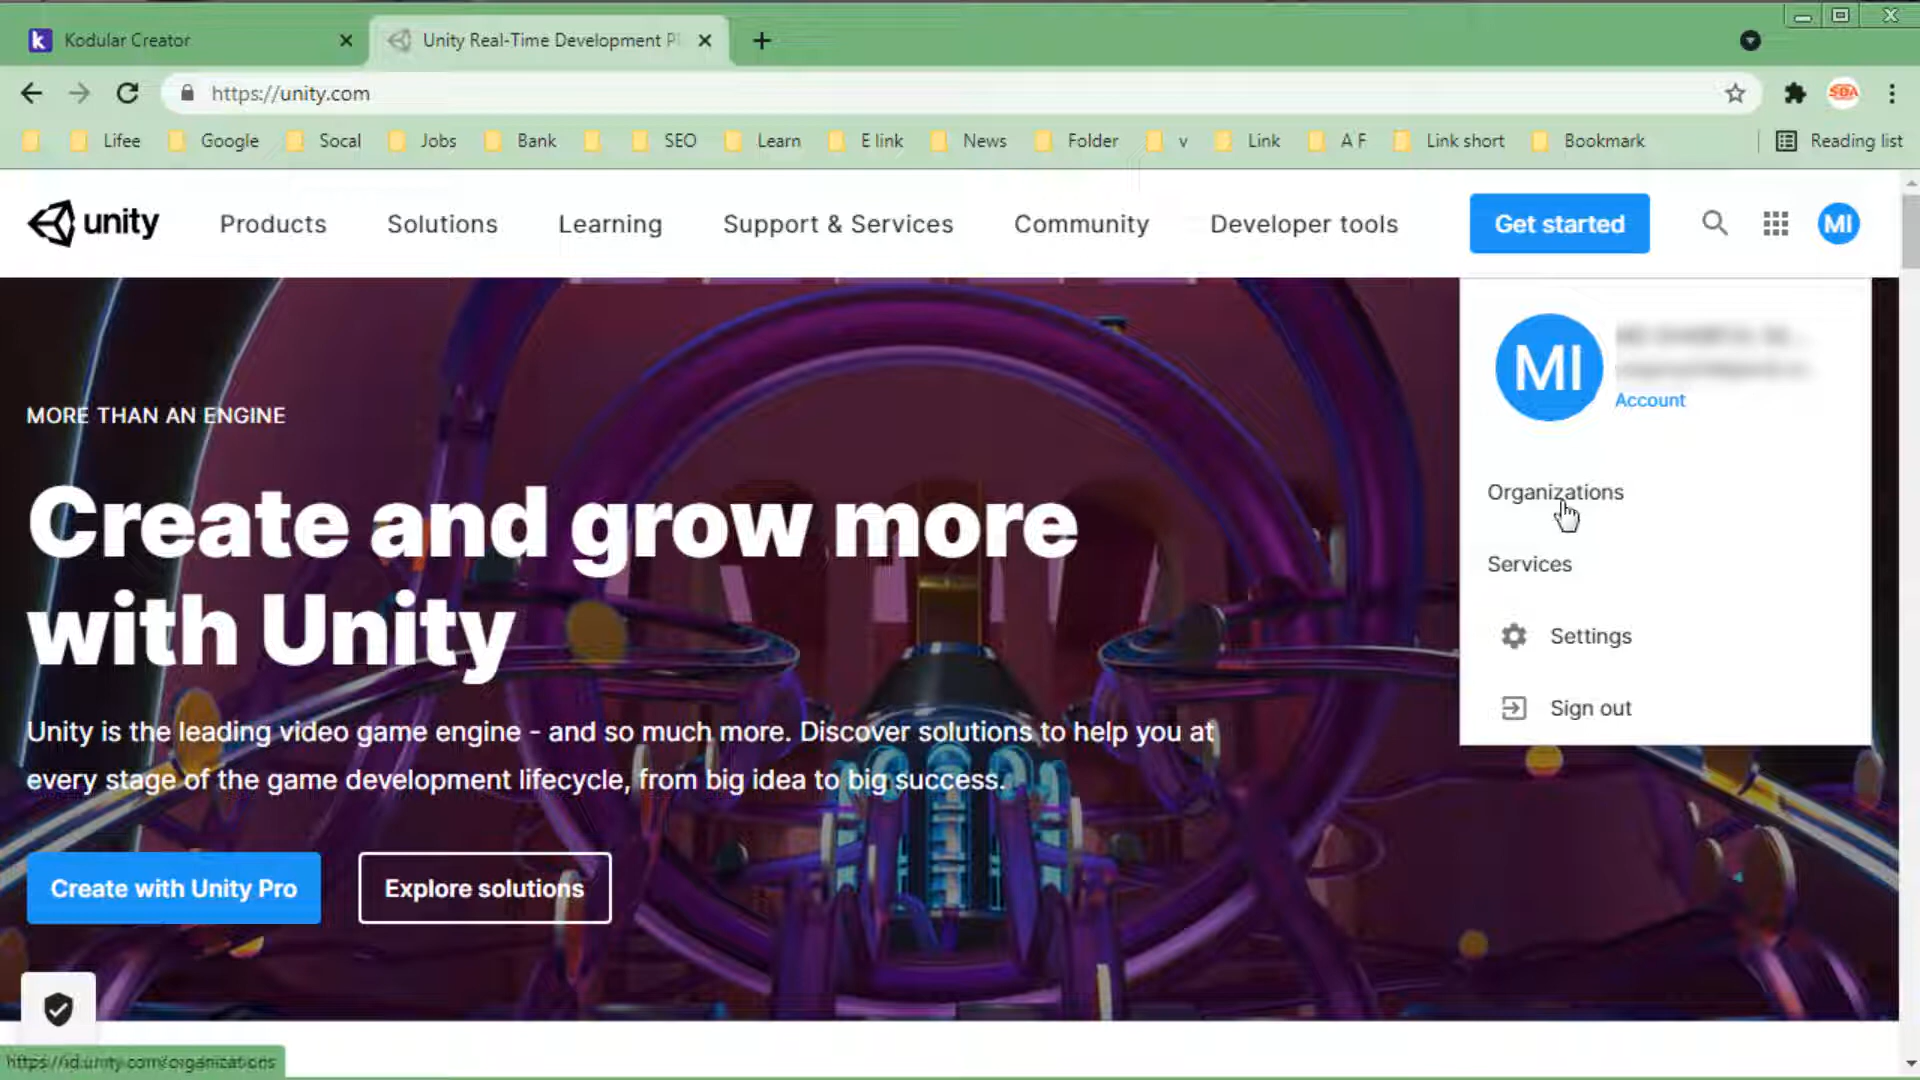 Kodular Creator
Unity Real-Time Development Pl
https://unity.com
Lifee Google Socal Jobs Bank SEO Learn E link News Folder v Link A F Link short Bookmark Reading list
unity Products Solutions Learning Support & Services Community Developer tools Get started MI
MI
Account
MORE THAN AN ENGINE
Organizations
Create and grow more
with Unity
Services
Settings
Sign out
Unity is the leading video game engine - and so much more. Discover solutions to help you at
every stage of the game development lifecycle, from big idea to big success.
Create with Unity Pro Explore solutions
https://id.unity.com/organizations